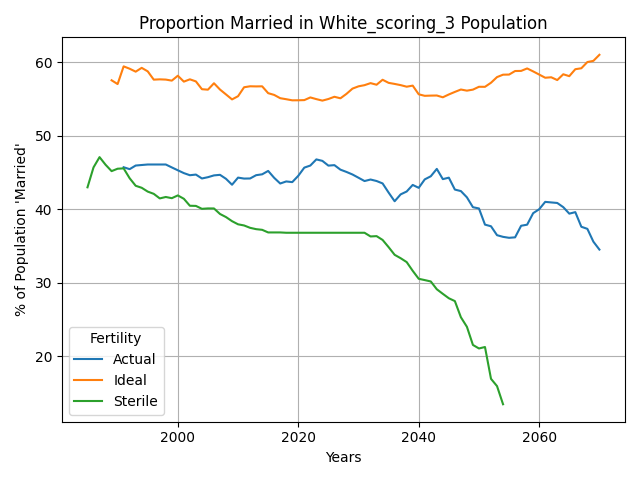 Proportion Married in White_scoring_3 Population
% of Population 'Married'
60
50
40
30
20
Fertility
Actual
Ideal
Sterile
2000 2020 2040 2060
Years